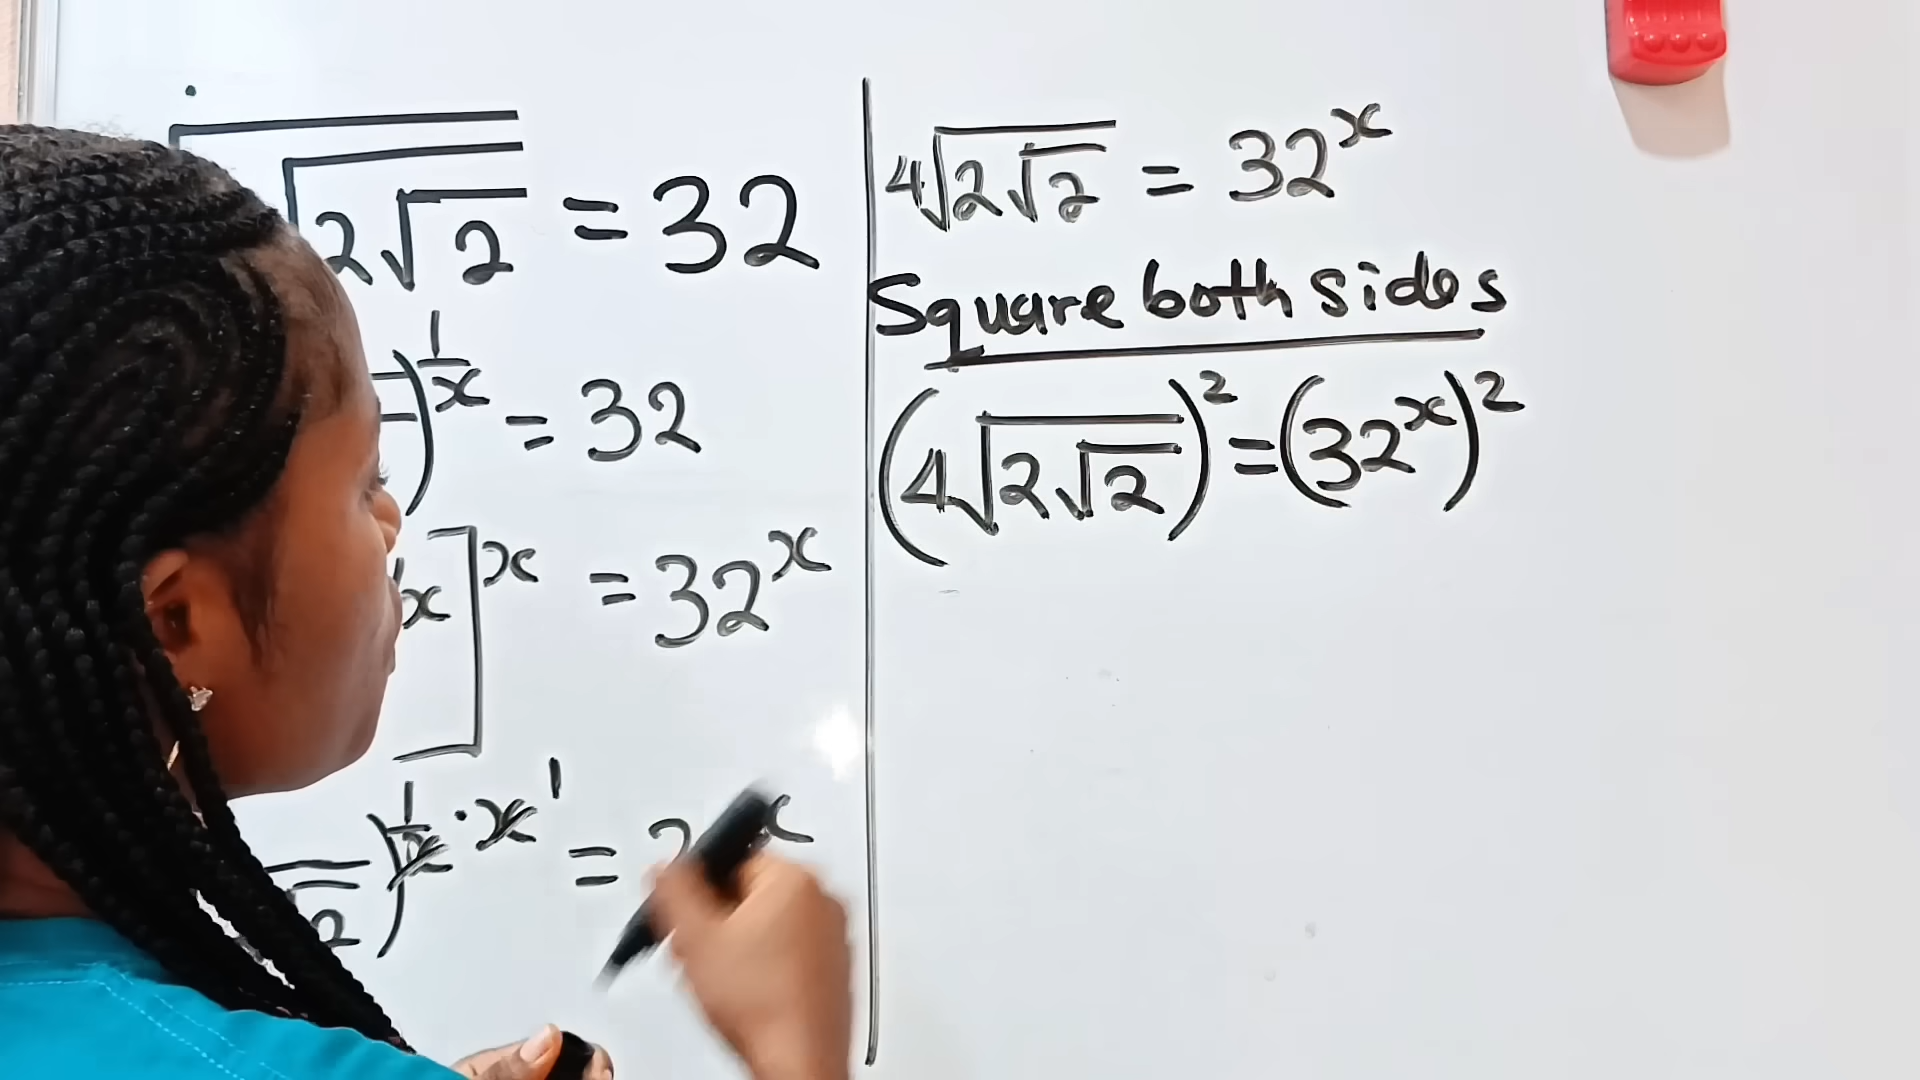 2√2 = 32
)^(1/x) = 32
x]^x = 32^x
√2)^(1/x · x^1) = x
4√(2√2) = 32^x
Square both sides
(4√(2√2))^2 = (32^x)^2